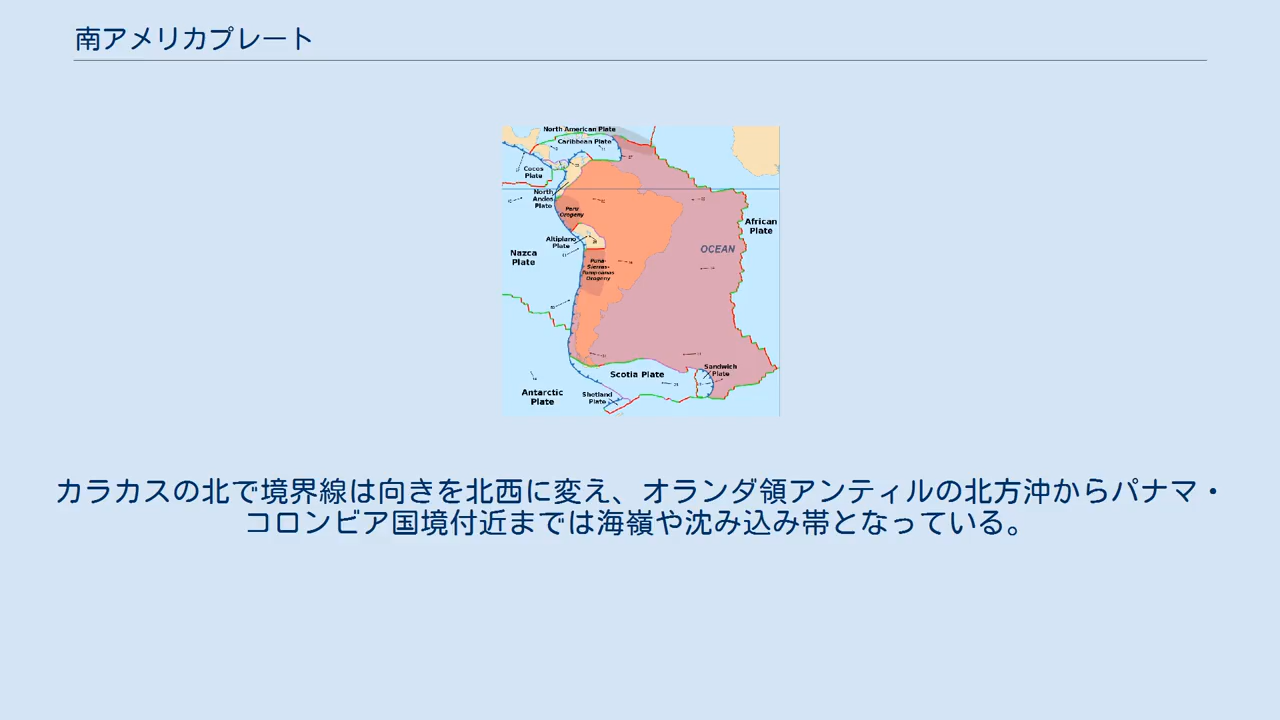 南アメリカプレート
North American Plate
Caribbean Plate
Cocos
Plate
North
Andes
Plate
Peru
Orogeny
African
Plate
Altiplano
Plate
OCEAN
Nazca
Plate
Puna-
Sierras-
Pampeanas
Orogeny
Scotia Plate
Sandwich
Plate
Antarctic
Plate
Shetland
Plate
カラカスの北で境界線は向きを北西に変え、オランダ領アンティルの北方沖からパナマ・
コロンビア国境付近までは海嶺や沈み込み帯となっている。